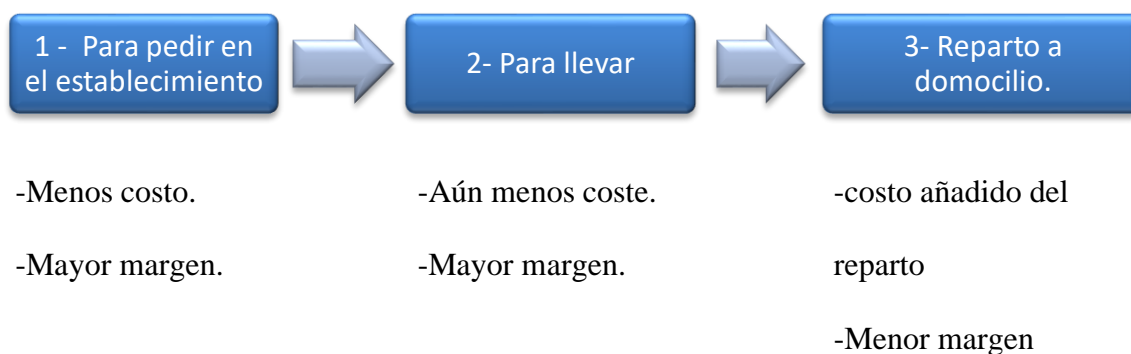 1 - Para pedir en
el establecimiento
2- Para llevar
3- Reparto a
domocilio.
-Menos costo.
-Mayor margen.
-Aún menos coste.
-Mayor margen.
-costo añadido del
reparto
-Menor margen